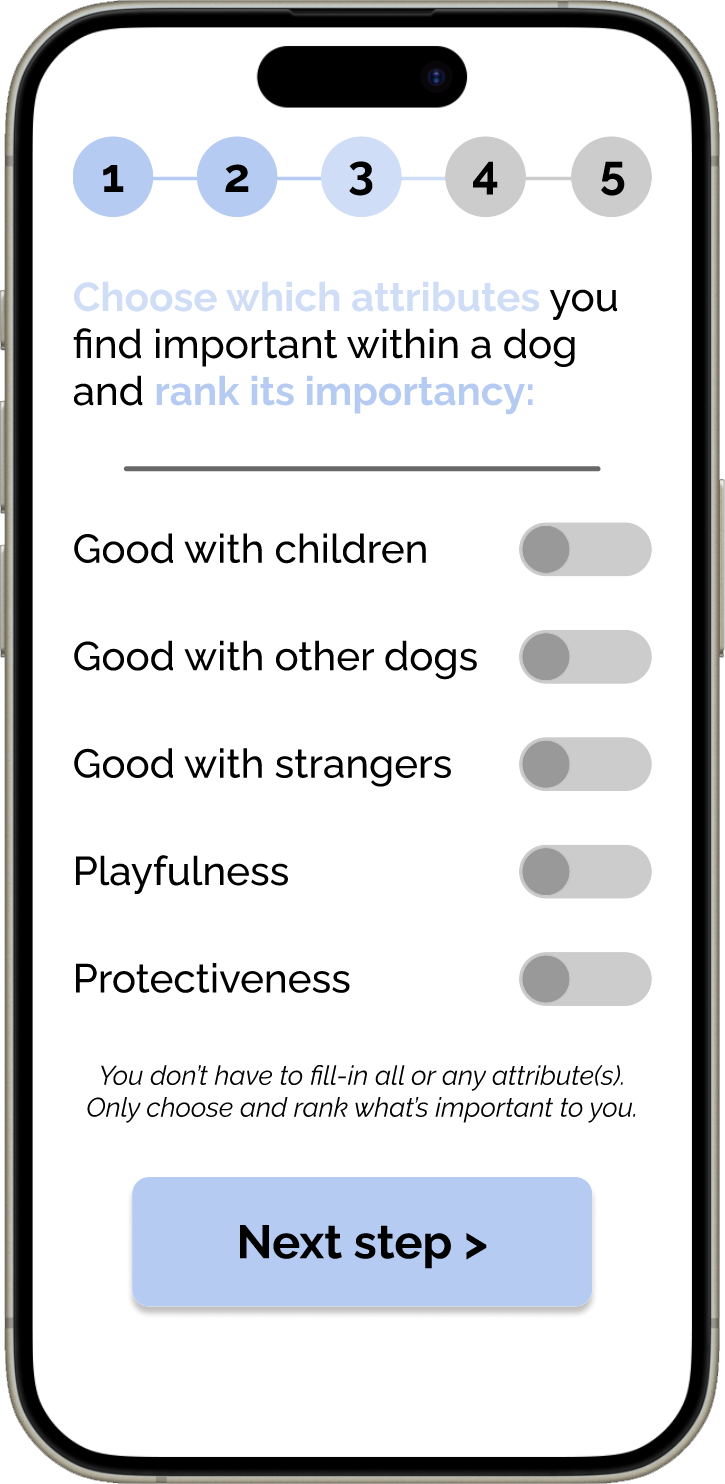 1 2 3 4 5
Choose which attributes you
find important within a dog
and rank its importancy:
Good with children
Good with other dogs
Good with strangers
Playfulness
Protectiveness
You don’t have to fill-in all or any attribute(s).
Only choose and rank what’s important to you.
Next step >